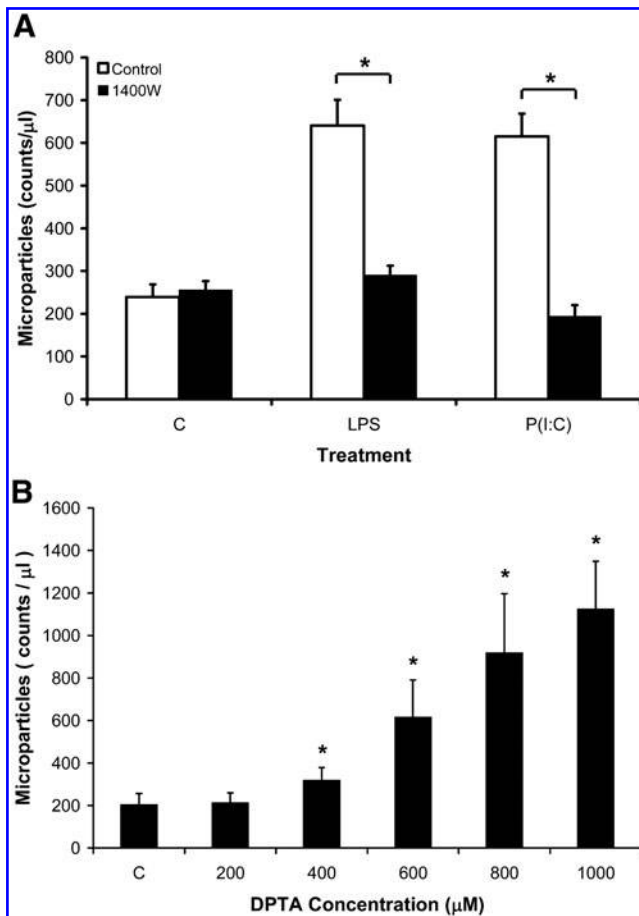 A
Microparticles (counts/μl)
800
700
600
500
400
300
200
100
0
Control
1400W
*
*
C LPS P(I:C)
Treatment
B
Microparticles ( counts / μl )
1600
1400
1200
1000
800
600
400
200
0
* * * *
C 200 400 600 800 1000
DPTA Concentration (μM)